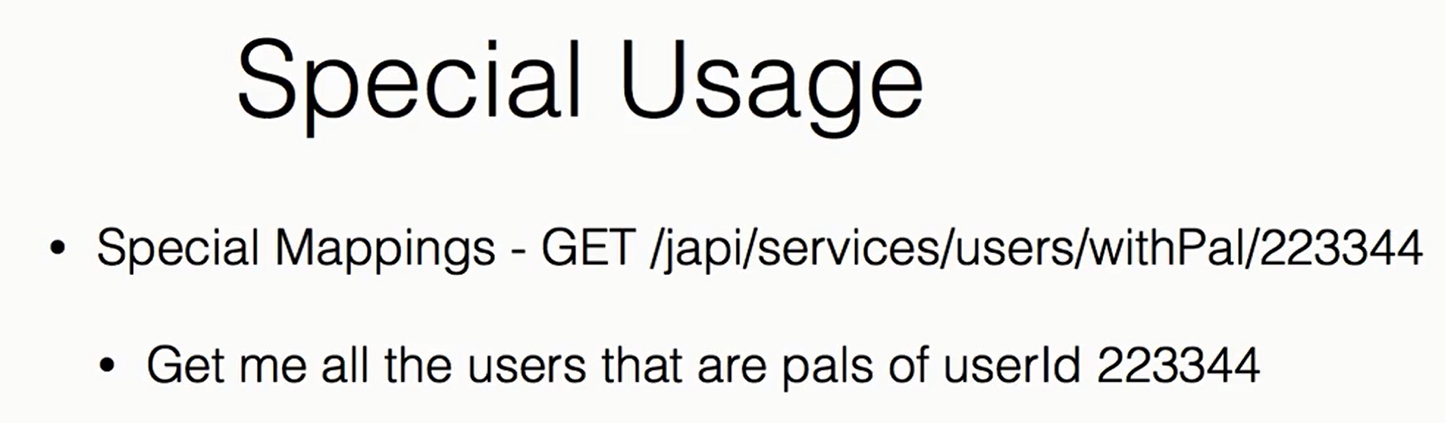 Special Usage
• Special Mappings - GET /japi/services/users/withPal/223344
• Get me all the users that are pals of userId 223344